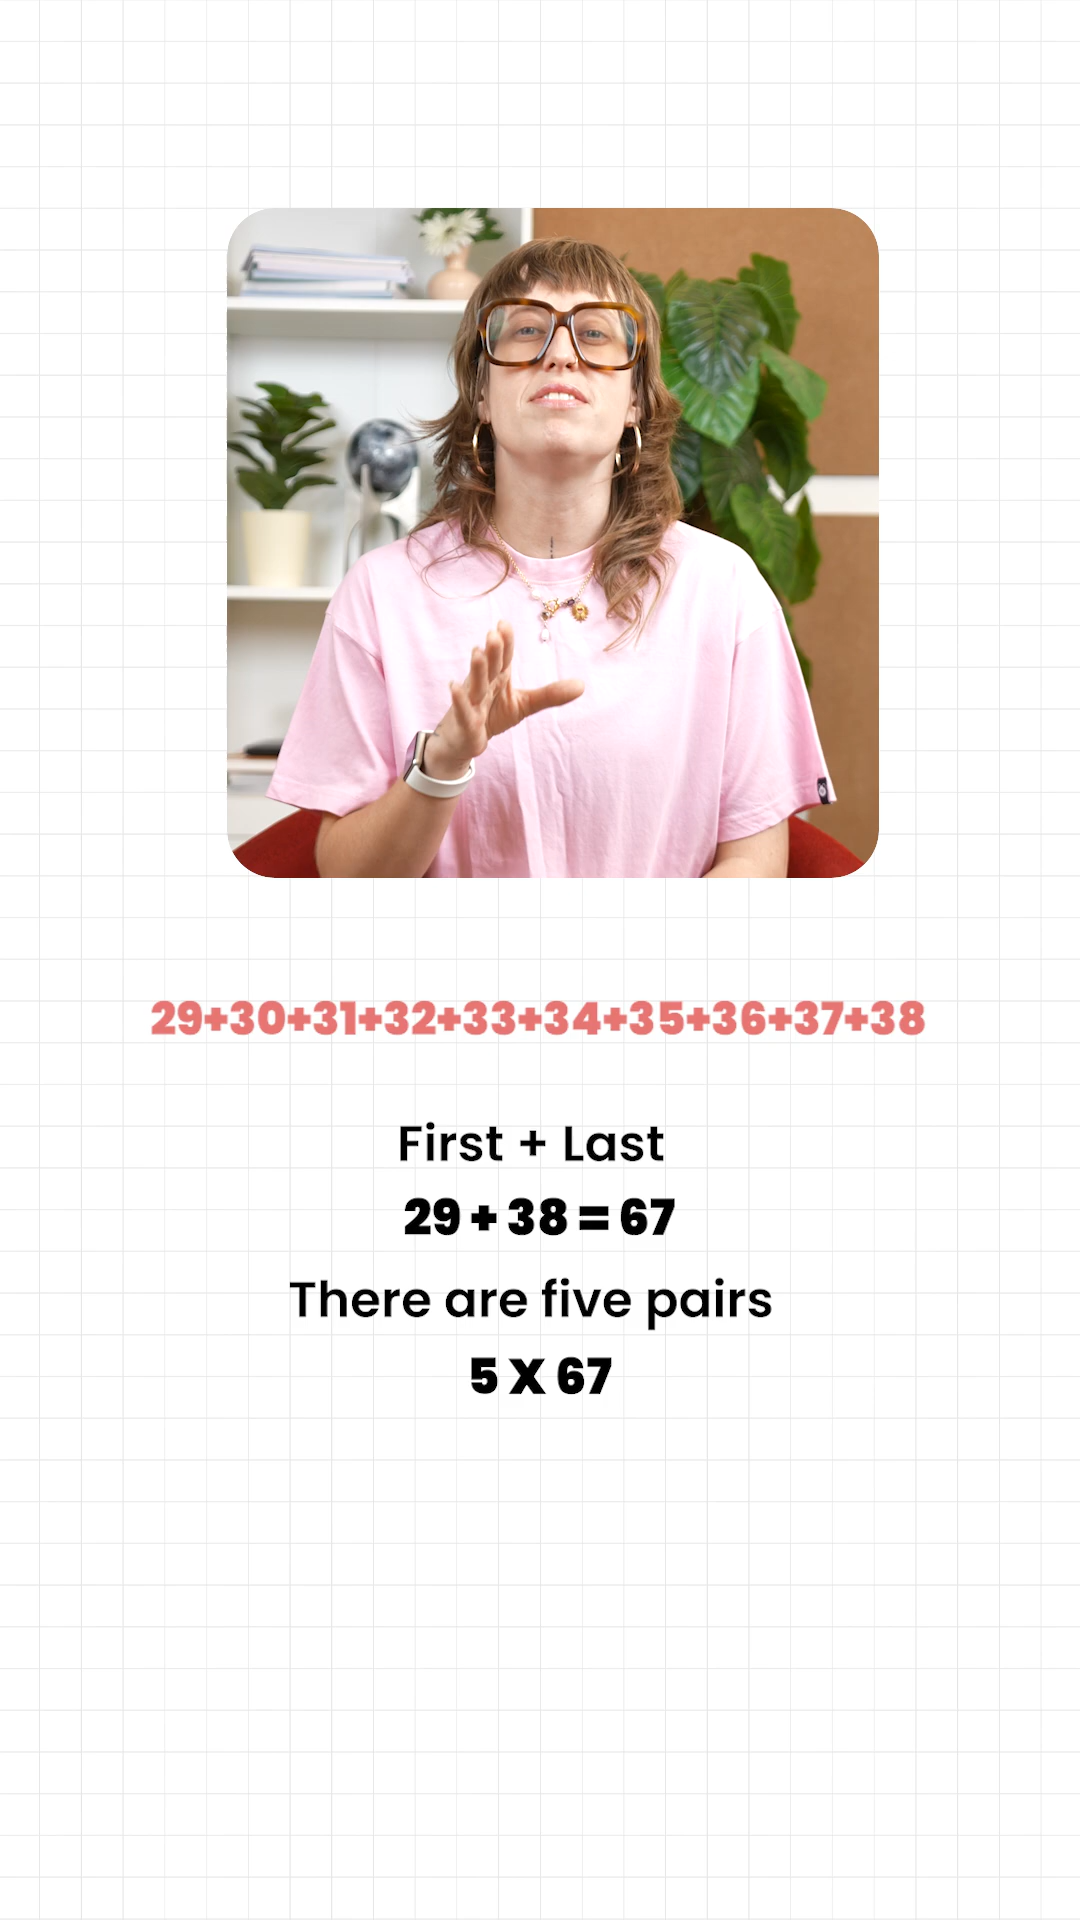 29+30+31+32+33+34+35+36+37+38
First + Last
29 + 38 = 67
There are five pairs
5 X 67